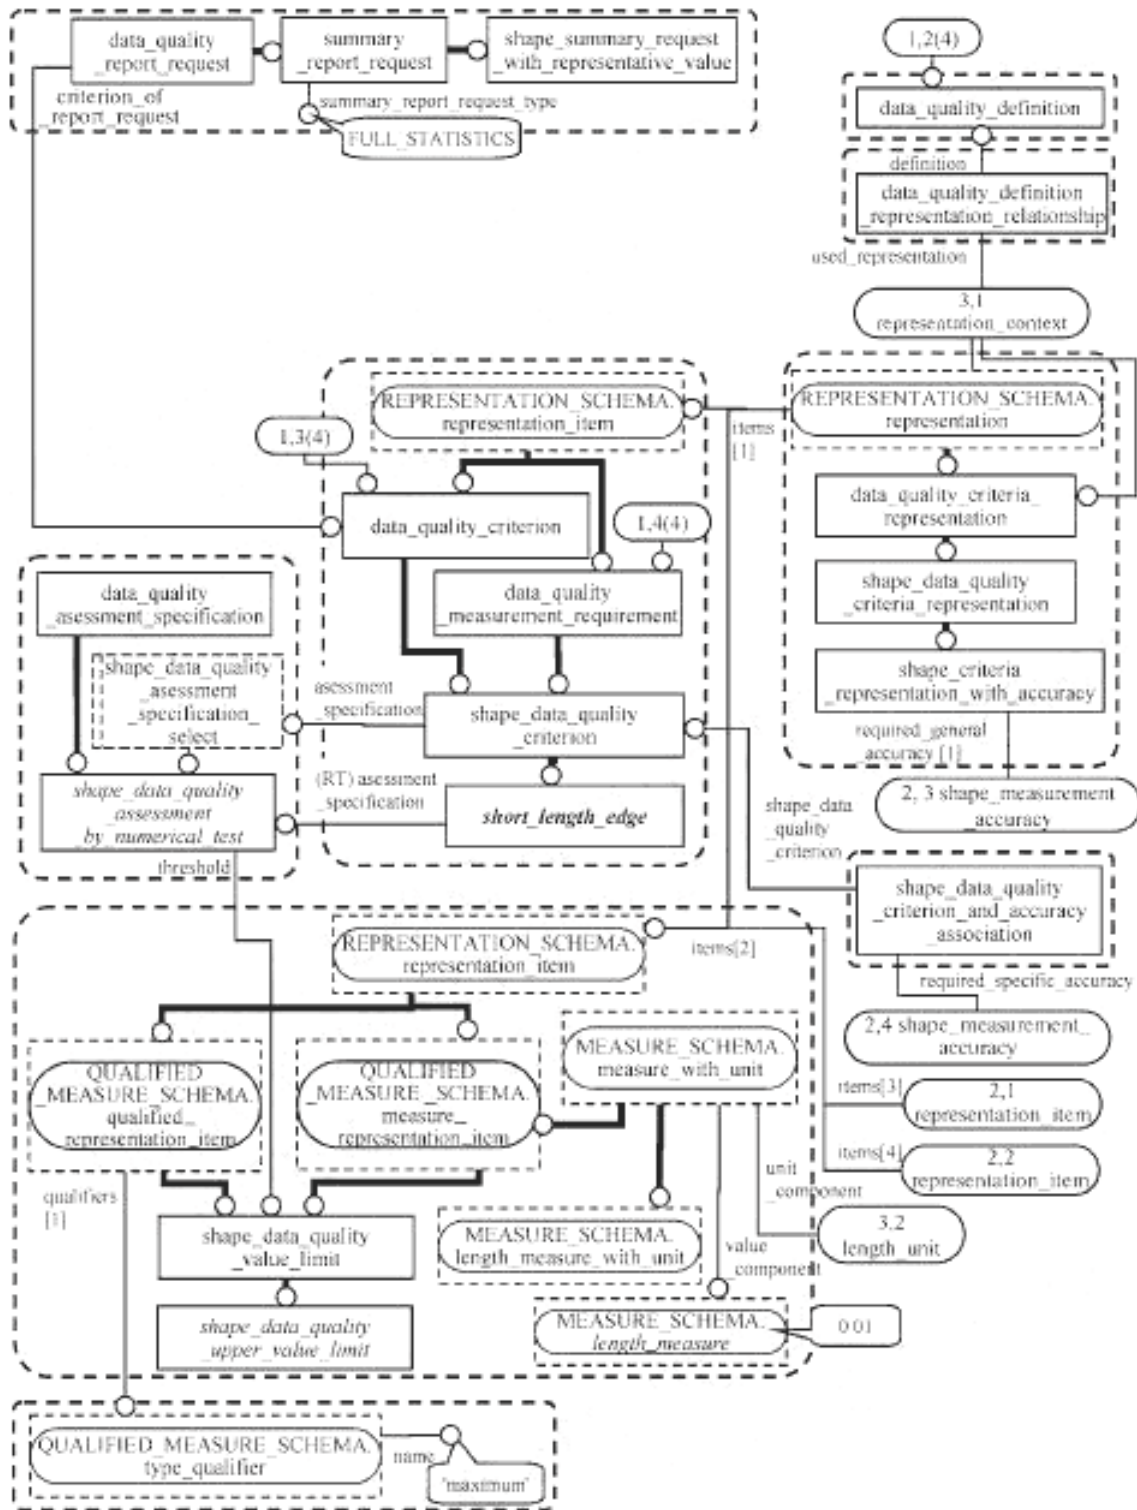 data_quality
_report_request
summary
_report_request
shape_summary_request
_with_representative_value
criterion_of
_report_request
summary_report_request_type
FULL_STATISTICS
1,2(4)
data_quality_definition
definition
data_quality_definition
_representation_relationship
used_representation
3,1
representation_context
REPRESENTATION_SCHEMA.
representation_item
items
[1]
REPRESENTATION_SCHEMA.
representation
1,3(4)
data_quality_criterion
1,4(4)
data_quality_criteria_
representation
data_quality
_asessment_specification
data_quality
_measurement_requirement
shape_data_quality
_criteria_representation
shape_data_quality
_asessment
_specification_
select
asessment
_specification
shape_data_quality
_criterion
shape_criteria
_representation_with_accuracy
required_general
_accuracy [1]
shape_data_quality
_assessment
_by_numerical_test
(RT) asessment
_specification
short_length_edge
2, 3 shape_measurement
_accuracy
shape_data_
quality
_criterion
threshold
shape_data_quality
_criterion_and_accuracy
_association
REPRESENTATION_SCHEMA.
representation_item
items[2]
required_specific_accuracy
2,4 shape_measurement_
accuracy
QUALIFIED
_MEASURE_SCHEMA.
qualified_
representation_item
QUALIFIED
_MEASURE_SCHEMA.
measure_
representation_item
MEASURE_SCHEMA.
measure_with_unit
items[3]
2,1
representation_item
items[4]
2,2
representation_item
qualifiers
[1]
unit
_component
3.2
length_unit
shape_data_quality
_value_limit
MEASURE_SCHEMA.
length_measure_with_unit
value
_component
shape_data_quality
_upper_value_limit
MEASURE_SCHEMA.
length_measure
0.01
QUALIFIED_MEASURE_SCHEMA.
type_qualifier
name
'maximum'